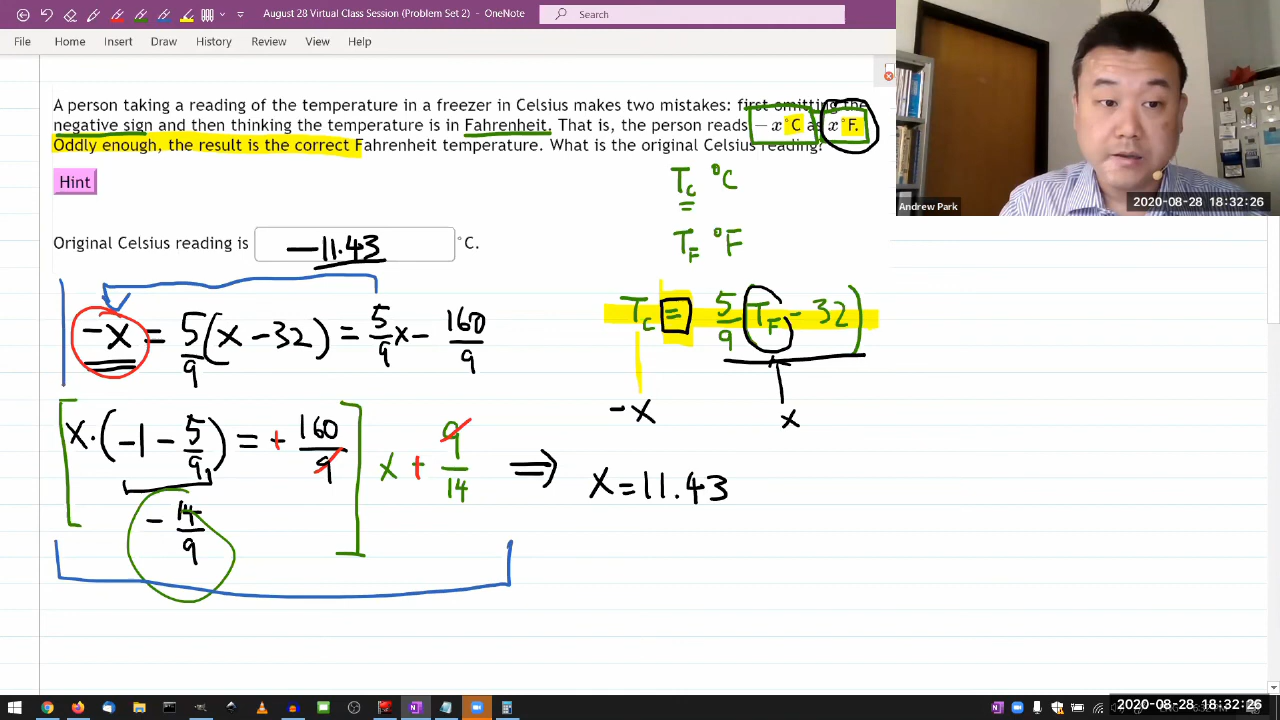 August 28 Virtual Class Session (Problem Set 2) - OneNote
Search
File Home Insert Draw History Review View Help
A person taking a reading of the temperature in a freezer in Celsius makes two mistakes: first omitting the
negative sign and then thinking the temperature is in Fahrenheit. That is, the person reads −x°C as x°F.
Oddly enough, the result is the correct Fahrenheit temperature. What is the original Celsius reading?
Hint
T_C °C
T_F °F
Original Celsius reading is −11.43 °C.
T_C = 5/9 (T_F − 32)
−x = 5/9 (x − 32) = 5/9 x − 160/9
−x
x
x · (−1 − 5/9) = + 160/9
x + 9/14 ⇒ x = 11.43
− 14/9
Andrew Park
2020-08-28 18:32:26
2020-08-28 18:32:26